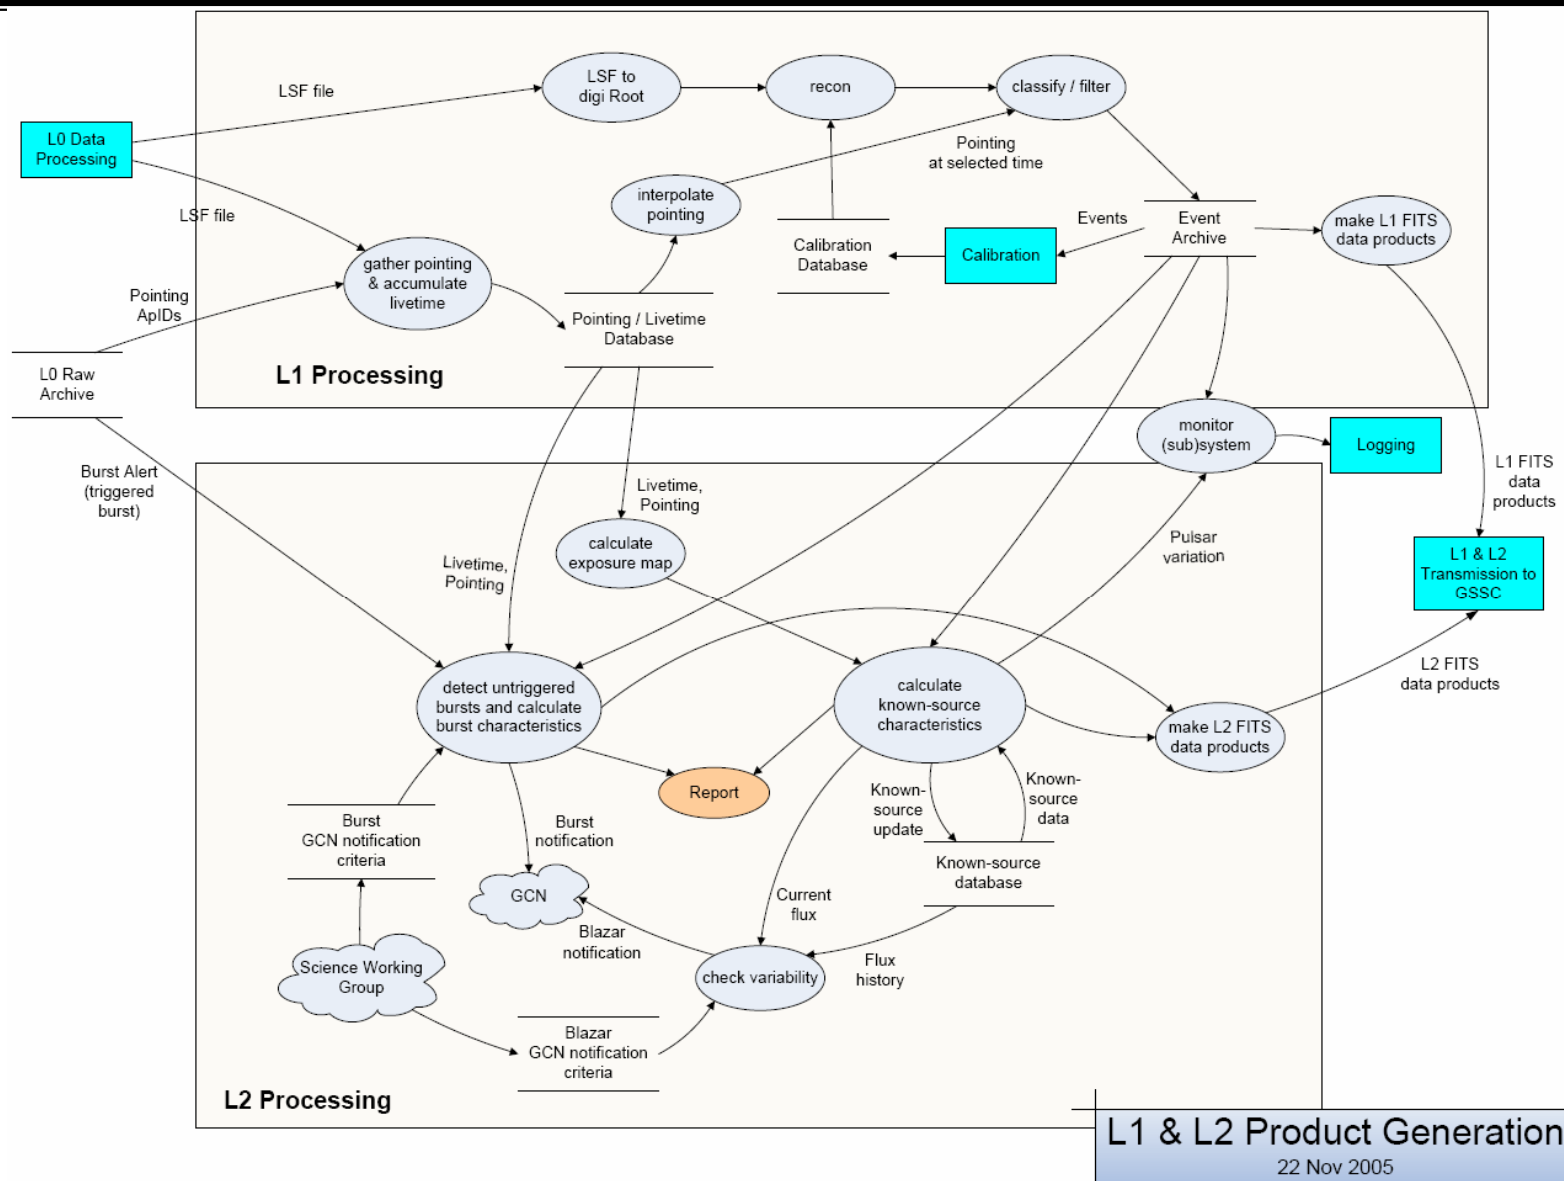 LSF file
LSF to
digi Root
recon
classify / filter
L0 Data
Processing
Pointing
at selected time
interpolate
pointing
LSF file
Events
Event
Archive
make L1 FITS
data products
Calibration
Database
Calibration
gather pointing
& accumulate
livetime
Pointing
ApIDs
Pointing / Livetime
Database
L0 Raw
Archive
L1 Processing
monitor
(sub)system
Logging
Burst Alert
(triggered
burst)
Livetime,
Pointing
L1 FITS
data
products
calculate
exposure map
Livetime,
Pointing
Pulsar
variation
L1 & L2
Transmission to
GSSC
L2 FITS
data products
detect untriggered
bursts and calculate
burst characteristics
calculate
known-source
characteristics
make L2 FITS
data products
Report
Known-
source
update
Known-
source
data
Burst
GCN notification
criteria
Burst
notification
Known-source
database
GCN
Current
flux
Blazar
notification
Flux
history
Science Working
Group
check variability
Blazar
GCN notification
criteria
L2 Processing
L1 & L2 Product Generation
22 Nov 2005